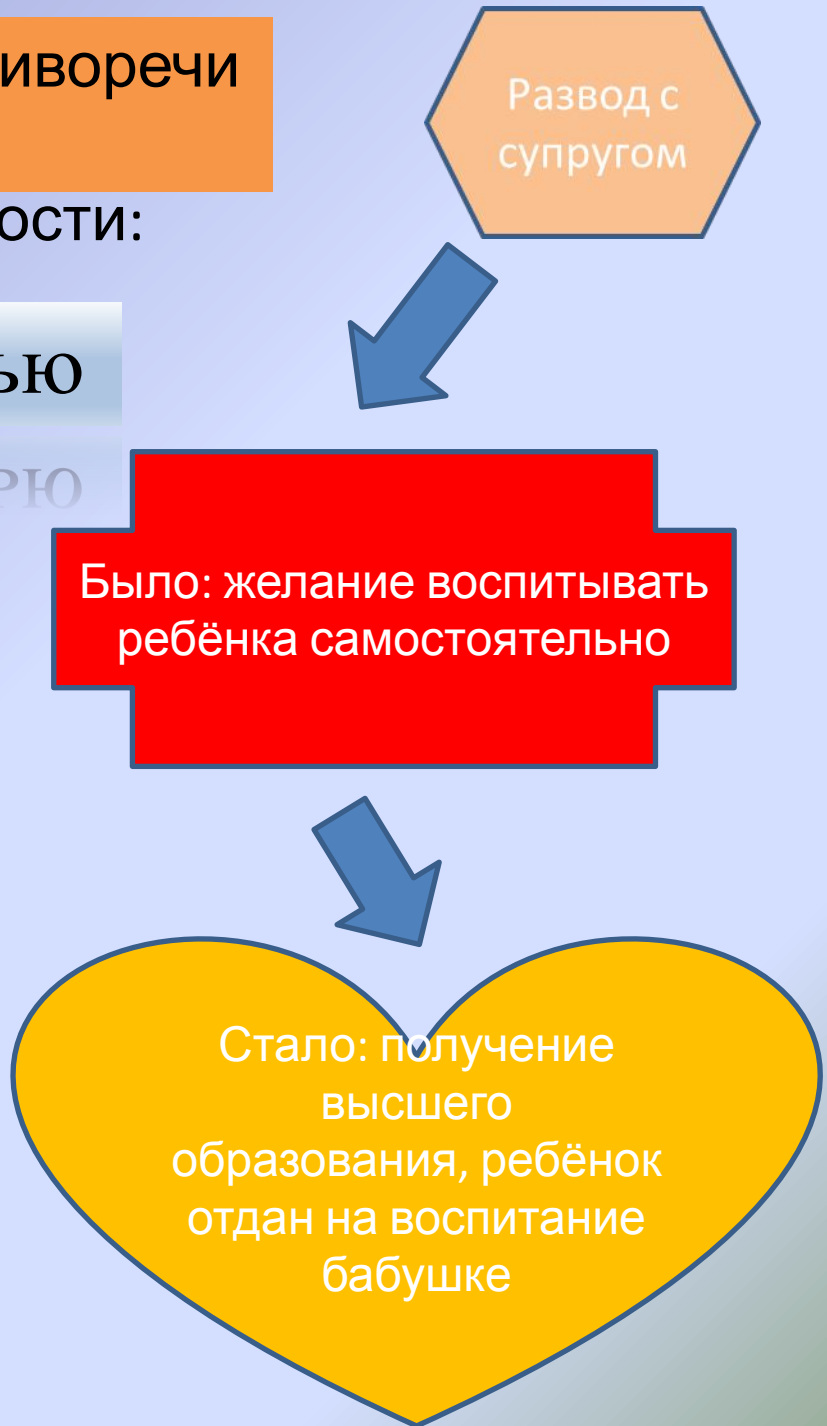 иворечи
Развод с
супругом
ости:
ью
Было: желание воспитывать
ребёнка самостоятельно
Стало: получение
высшего
образования, ребёнок
отдан на воспитание
бабушке